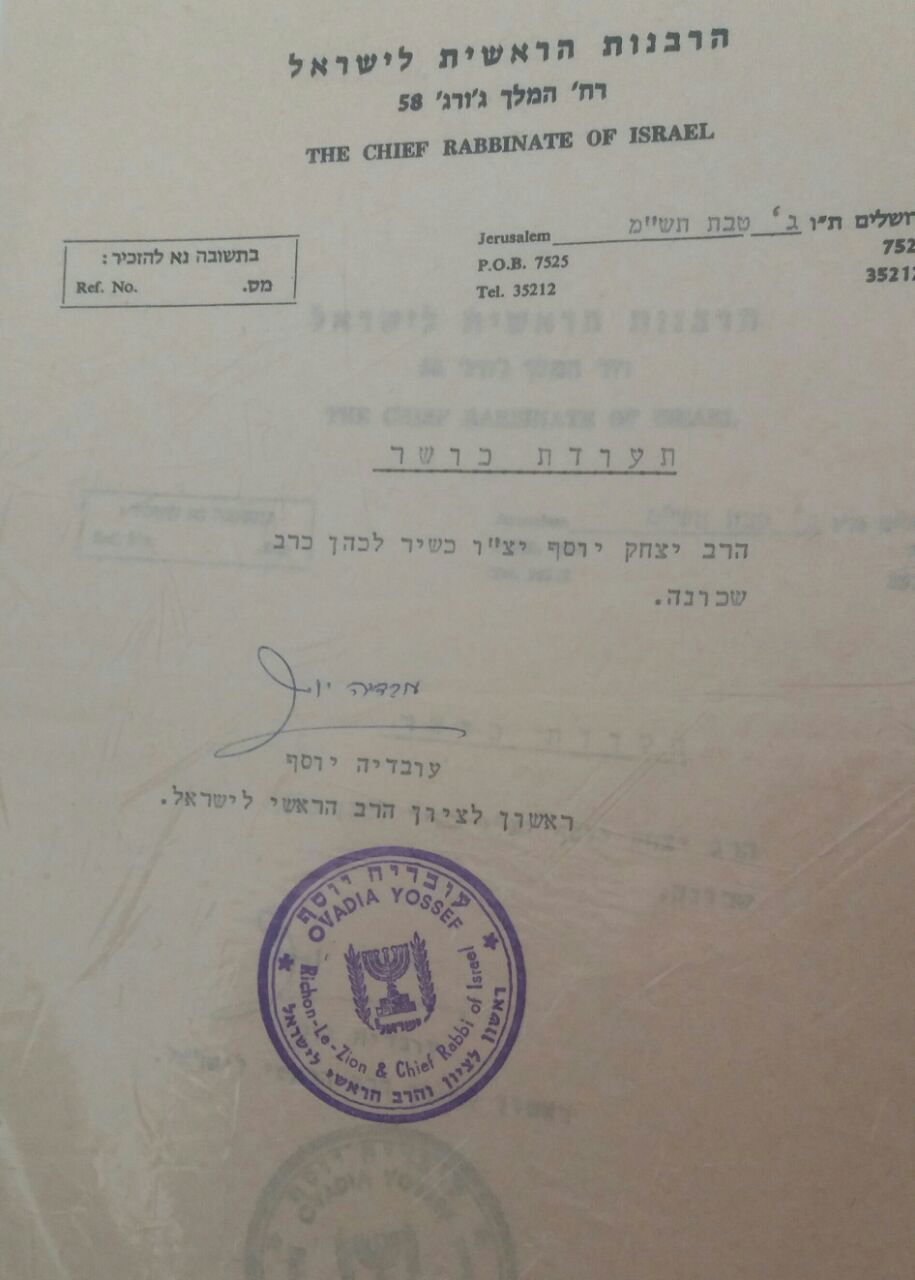 הרבנות הראשית לישראל
רח' המלך ג'ורג' 58
THE CHIEF RABBINATE OF ISRAEL
ירושלים ת"ו ב' טבת תש"מ
Jerusalem
752
P.O. B. 7525
35212
Tel. 35212
בתשובה נא להזכיר:
Ref. No. מס.
תעודת כושר
הרב יצחק יוסף יצ"ו כשיר לכהן כרב
שכונה.
עובדיה יוסף
עובדיה יוסף
ראשון לציון הרב הראשי לישראל.
עובדיה יוסף
OVADIA YOSSEF
ישראל
Richon-Le-Zion & Chief Rabbi of Israel
ראשון לציון והרב הראשי לישראל